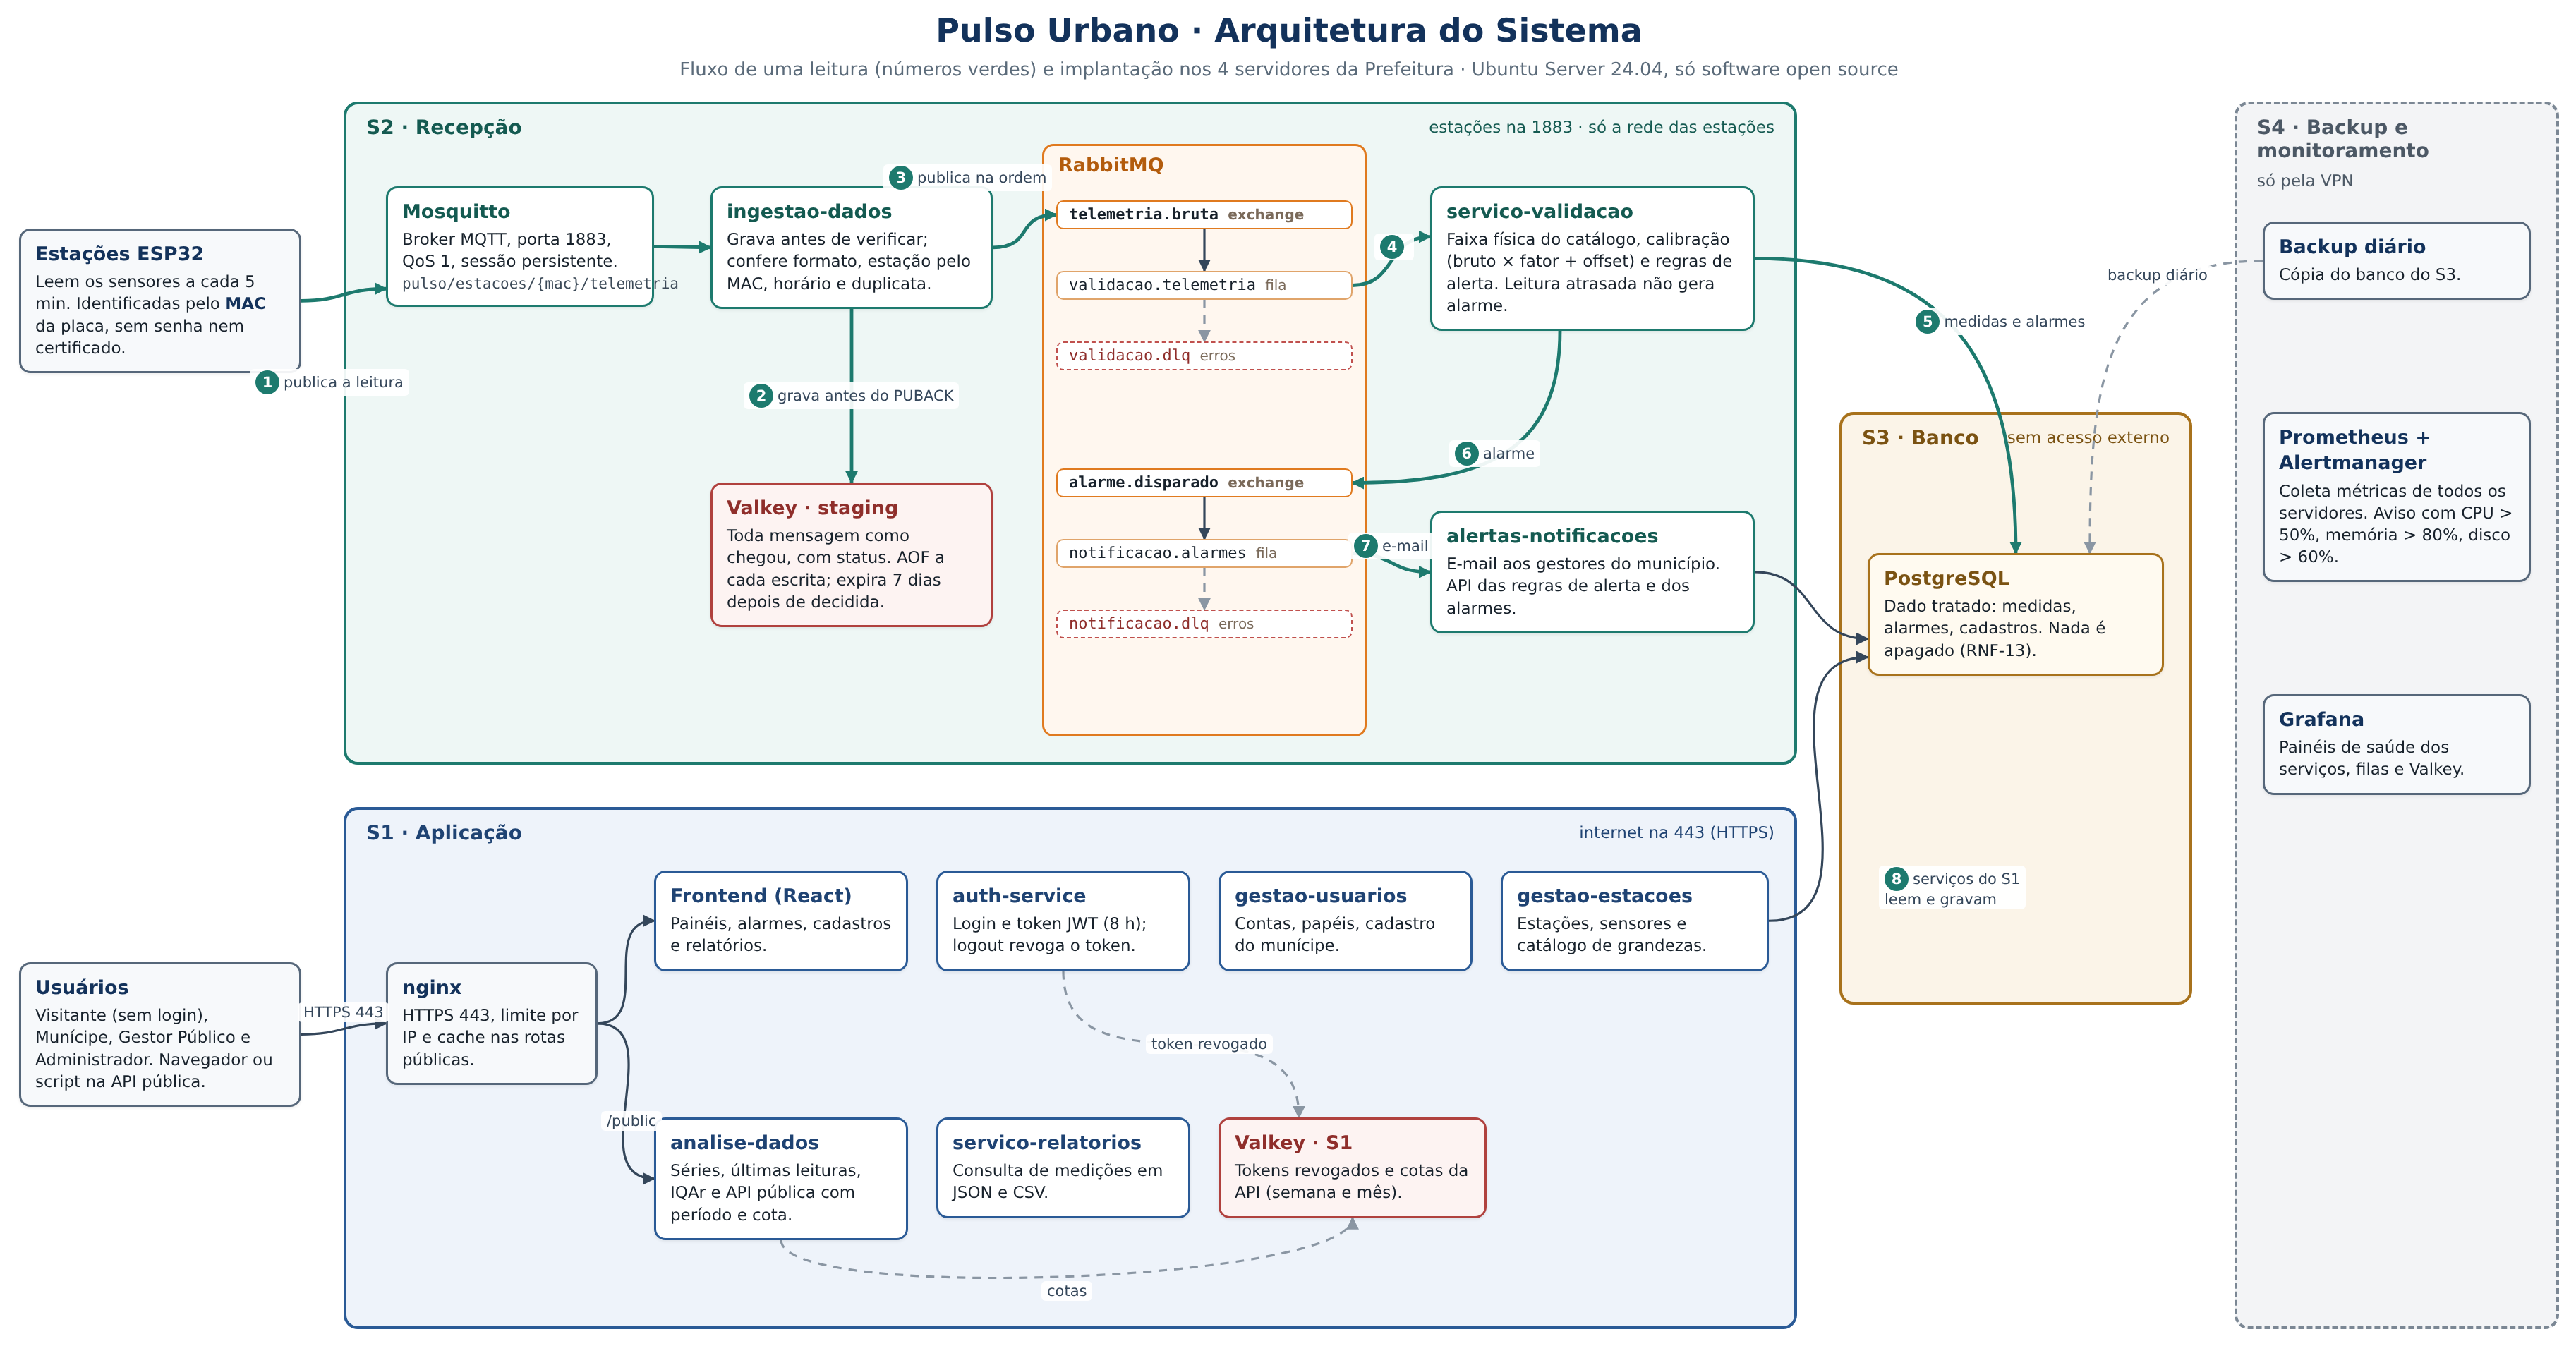 Pulso Urbano · Arquitetura do Sistema
Fluxo de uma leitura (números verdes) e implantação nos 4 servidores da Prefeitura · Ubuntu Server 24.04, só software open source
Estações ESP32
Leem os sensores a cada 5
min. Identificadas pelo MAC
da placa, sem senha nem
certificado.
1 publica a leitura
S2 · Recepção
estações na 1883 · só a rede das estações
Mosquitto
Broker MQTT, porta 1883,
QoS 1, sessão persistente.
pulso/estacoes/{mac}/telemetria
ingestao-dados
Grava antes de verificar;
confere formato, estação pelo
MAC, horário e duplicata.
3 publica na ordem
2 grava antes do PUBACK
Valkey · staging
Toda mensagem como
chegou, com status. AOF a
cada escrita; expira 7 dias
depois de decidida.
RabbitMQ
telemetria.bruta exchange
validacao.telemetria fila
validacao.dlq erros
alarme.disparado exchange
notificacao.alarmes fila
notificacao.dlq erros
4
servico-validacao
Faixa física do catálogo, calibração
(bruto × fator + offset) e regras de
alerta. Leitura atrasada não gera
alarme.
6 alarme
7 e-mail
alertas-notificacoes
E-mail aos gestores do município.
API das regras de alerta e dos
alarmes.
5 medidas e alarmes
backup diário
S3 · Banco
sem acesso externo
PostgreSQL
Dado tratado: medidas,
alarmes, cadastros. Nada é
apagado (RNF-13).
8 serviços do S1
leem e gravam
S4 · Backup e
monitoramento
só pela VPN
Backup diário
Cópia do banco do S3.
Prometheus +
Alertmanager
Coleta métricas de todos os
servidores. Aviso com CPU >
50%, memória > 80%, disco
> 60%.
Grafana
Painéis de saúde dos
serviços, filas e Valkey.
Usuários
Visitante (sem login),
Munícipe, Gestor Público e
Administrador. Navegador ou
script na API pública.
HTTPS 443
S1 · Aplicação
internet na 443 (HTTPS)
nginx
HTTPS 443, limite por
IP e cache nas rotas
públicas.
/public
Frontend (React)
Painéis, alarmes, cadastros
e relatórios.
auth-service
Login e token JWT (8 h);
logout revoga o token.
gestao-usuarios
Contas, papéis, cadastro
do munícipe.
gestao-estacoes
Estações, sensores e
catálogo de grandezas.
token revogado
analise-dados
Séries, últimas leituras,
IQAr e API pública com
período e cota.
servico-relatorios
Consulta de medições em
JSON e CSV.
Valkey · S1
Tokens revogados e cotas da
API (semana e mês).
cotas